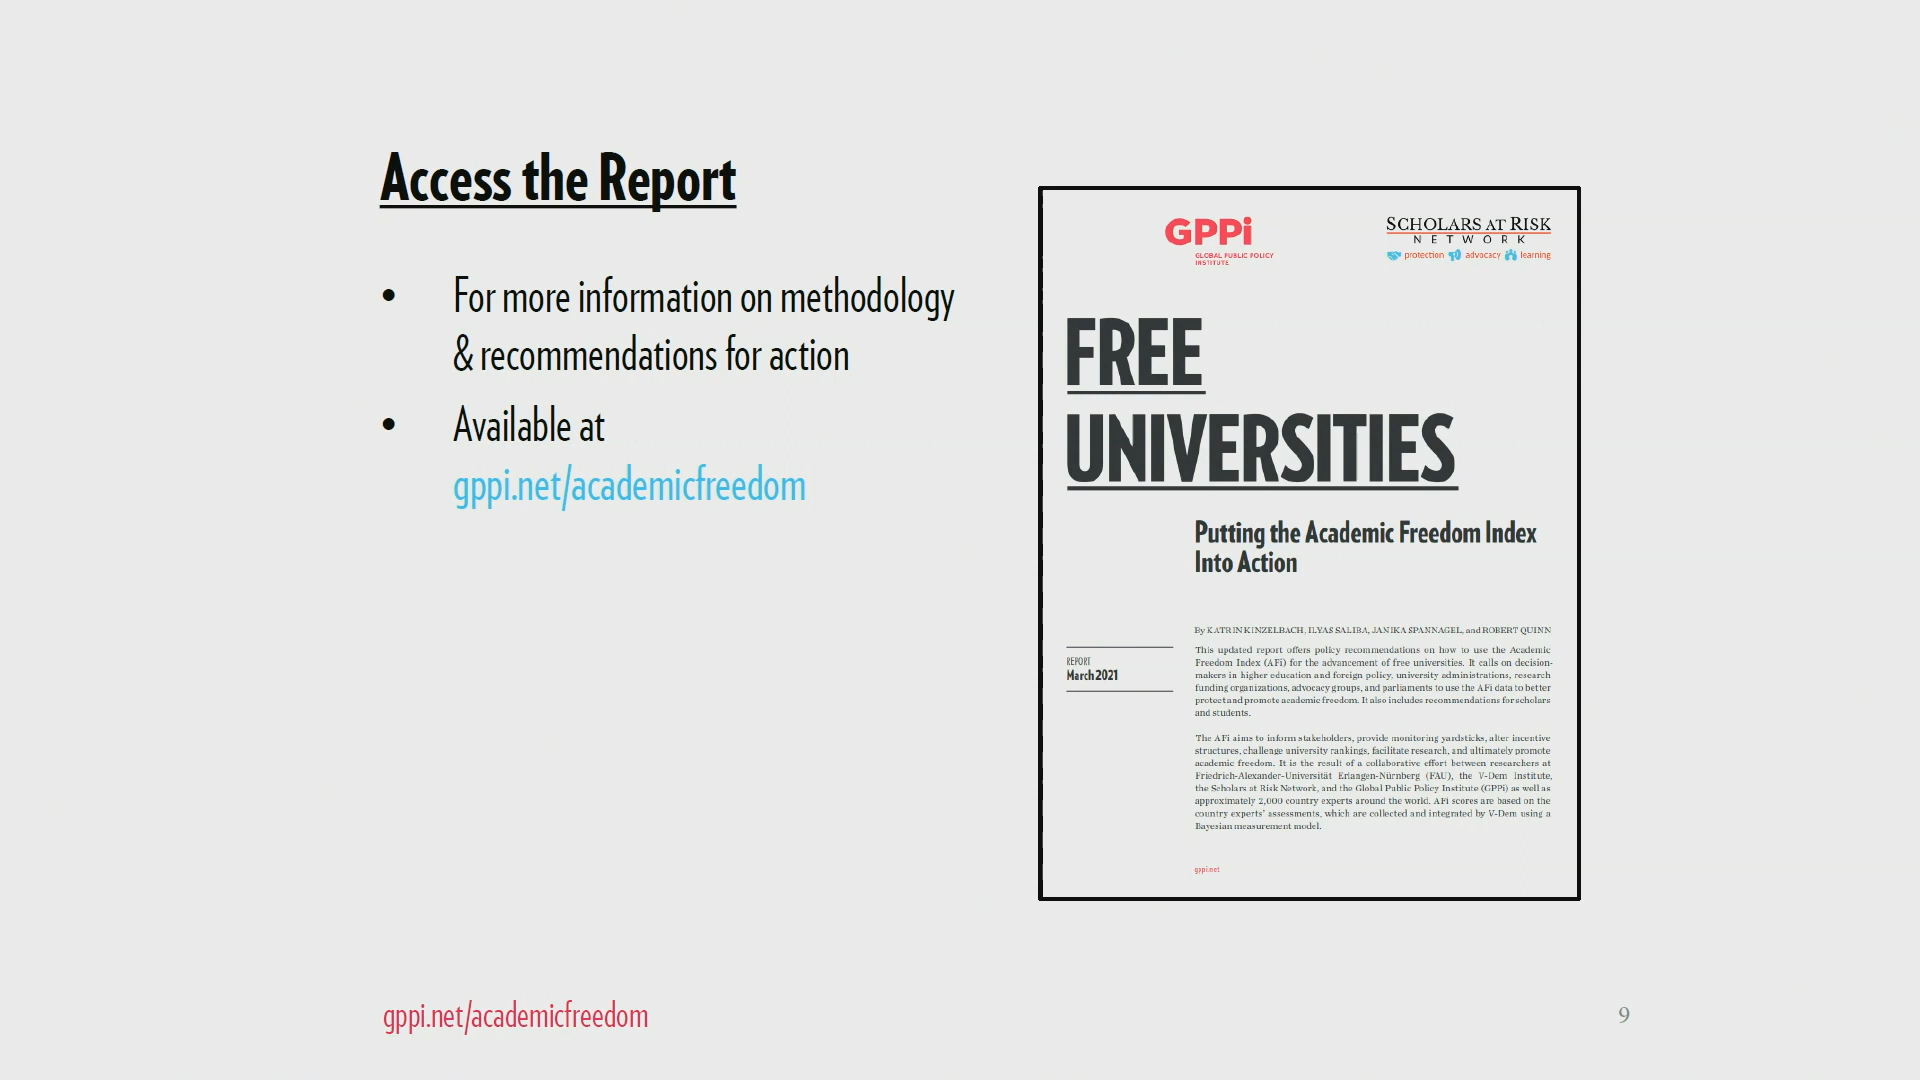 Access the Report
• For more information on methodology
& recommendations for action
• Available at
gppi.net/academicfreedom
GPPi
GLOBAL PUBLIC POLICY
INSTITUTE
SCHOLARS AT RISK
NETWORK
protection advocacy learning
FREE
UNIVERSITIES
Putting the Academic Freedom Index
Into Action
By KATRIN KINZELBACH, ILYAS SALIBA, JANIKA SPANNAGEL, and ROBERT QUINN
REPORT
March 2021
This updated report offers policy recommendations on how to use the Academic
Freedom Index (AFi) for the advancement of free universities. It calls on decision-
makers in higher education and foreign policy, university administrations, research
funding organizations, advocacy groups, and parliaments to use the AFi data to better
protect and promote academic freedom. It also includes recommendations for scholars
and students.
The AFi aims to inform stakeholders, provide monitoring yardsticks, alter incentive
structures, challenge university rankings, facilitate research, and ultimately promote
academic freedom. It is the result of a collaborative effort between researchers at
Friedrich-Alexander-Universität Erlangen-Nürnberg (FAU), the V-Dem Institute,
the Scholars at Risk Network, and the Global Public Policy Institute (GPPi) as well as
approximately 2,000 country experts around the world. AFi scores are based on the
country experts' assessments, which are collected and integrated by V-Dem using a
Bayesian measurement model.
gppi.net
gppi.net/academicfreedom
9